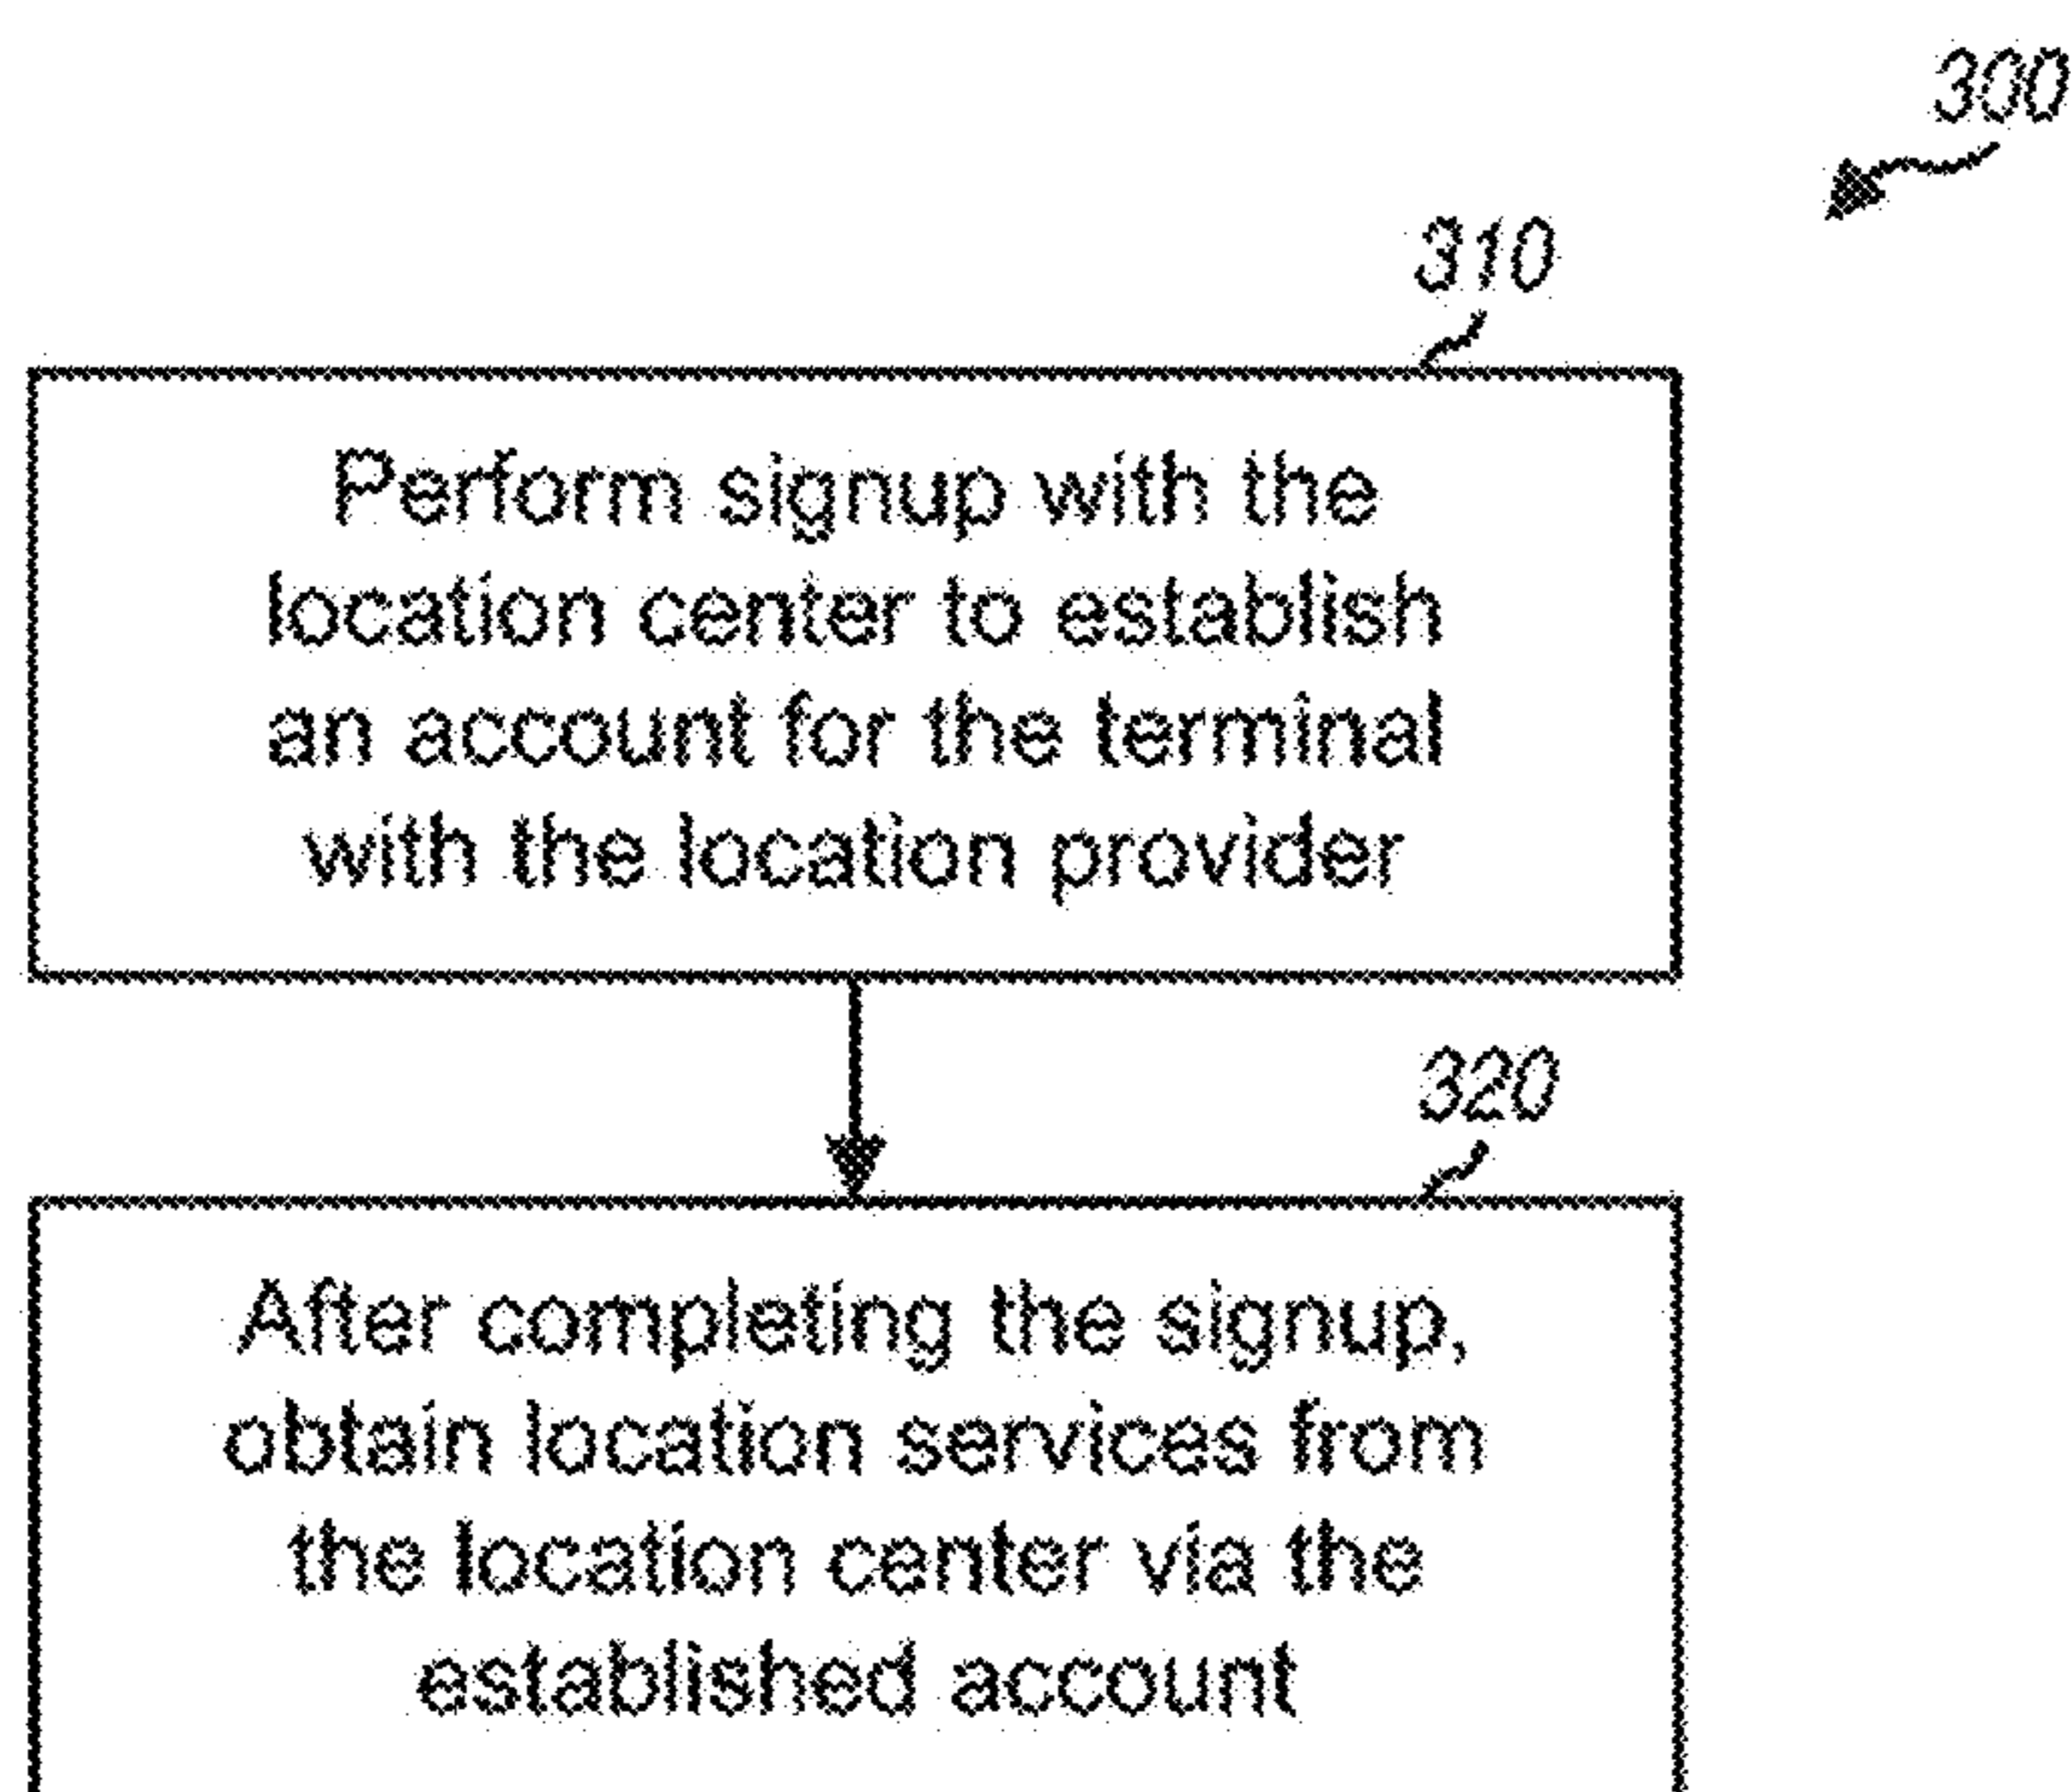 300
310
Perform signup with the
location center to establish
an account for the terminal
with the location provider
320
After completing the signup,
obtain location services from
the location center via the
established account